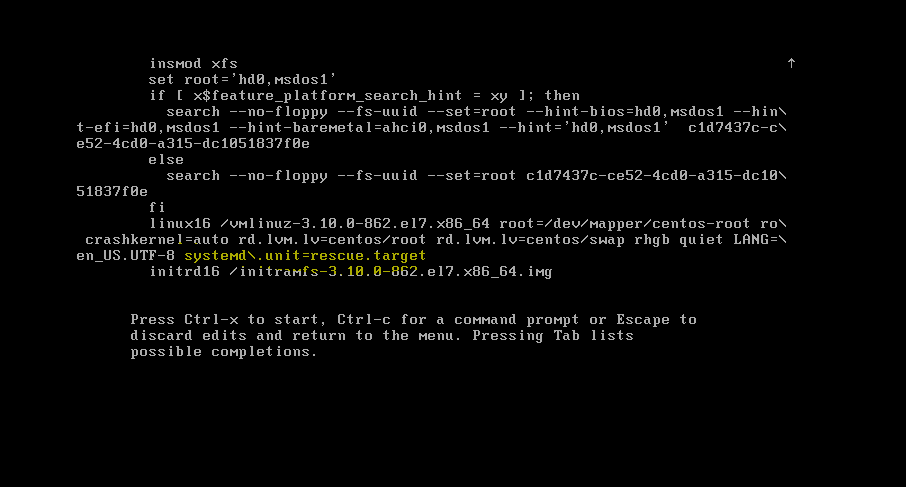 insmod xfs ↑
set root='hd0,msdos1'
if [ x$feature_platform_search_hint = xy ]; then
search --no-floppy --fs-uuid --set=root --hint-bios=hd0,msdos1 --hin\
t-efi=hd0,msdos1 --hint-baremetal=ahci0,msdos1 --hint='hd0,msdos1'  c1d7437c-c\
e52-4cd0-a315-dc1051837f0e
else
search --no-floppy --fs-uuid --set=root c1d7437c-ce52-4cd0-a315-dc10\
51837f0e
fi
linux16 /vmlinuz-3.10.0-862.el7.x86_64 root=/dev/mapper/centos-root ro\
crashkernel=auto rd.lvm.lv=centos/root rd.lvm.lv=centos/swap rhgb quiet LANG=\
en_US.UTF-8 systemd\.unit=rescue.target
initrd16 /initramfs-3.10.0-862.el7.x86_64.img
Press Ctrl-x to start, Ctrl-c for a command prompt or Escape to
discard edits and return to the menu. Pressing Tab lists
possible completions.